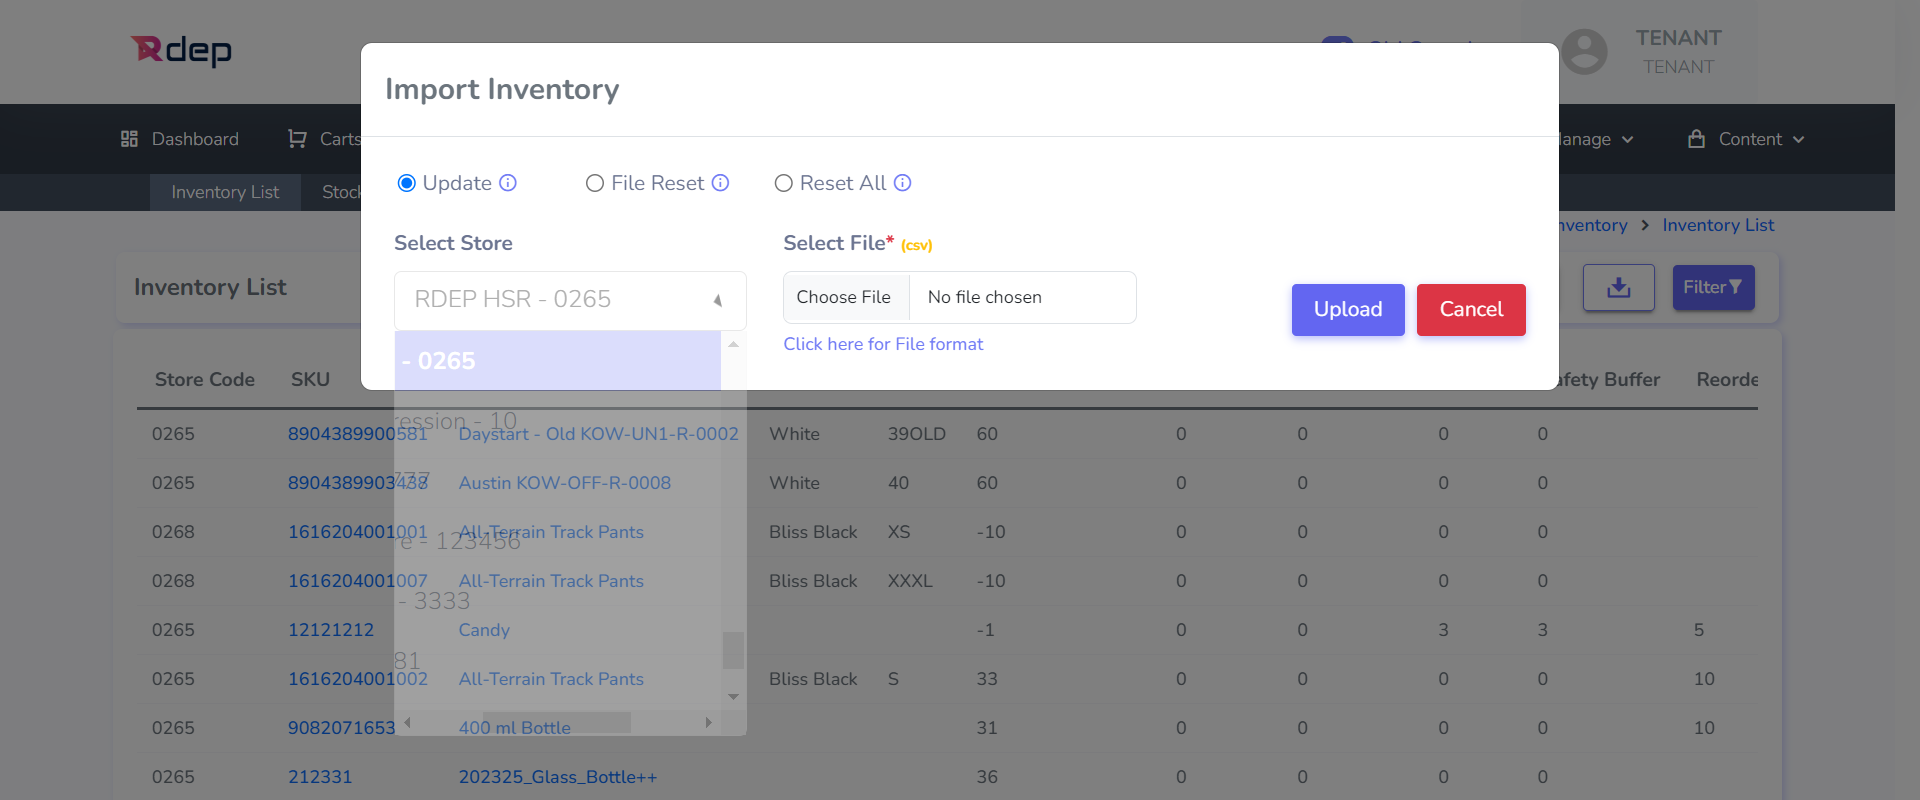 Rdep
TENANT
TENANT
Import Inventory
Dashboard
Carts
Manage
Content
Inventory List
Stock
Update
File Reset
Reset All
Inventory > Inventory List
Select Store
Select File* (csv)
Inventory List
RDEP HSR - 0265
Choose File No file chosen
Upload
Cancel
Filter
Click here for File format
- 0265
Store Code SKU Safety Buffer Reorde
ression - 10
0265 8904389900581 Daystart - Old KOW-UN1-R-0002 White 39OLD 60 0 0 0 0
777
0265 8904389903438 Austin KOW-OFF-R-0008 White 40 60 0 0 0 0
0268 1616204001001 All-Terrain Track Pants Bliss Black XS -10 0 0 0 0
re - 123456
0268 1616204001007 All-Terrain Track Pants Bliss Black XXXL -10 0 0 0 0
- 3333
0265 12121212 Candy -1 0 0 3 3 5
81
0265 1616204001002 All-Terrain Track Pants Bliss Black S 33 0 0 0 0 10
0265 9082071653 400 ml Bottle 31 0 0 0 0 10
0265 212331 202325_Glass_Bottle++ 36 0 0 0 0